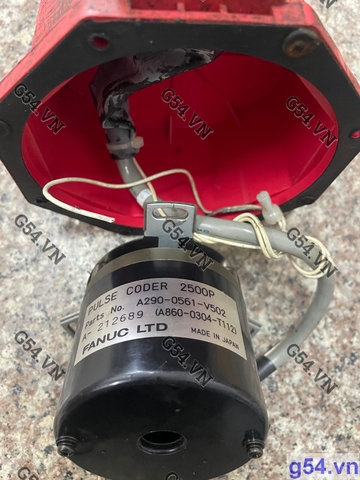 G54.VN
G54.VN
G54.VN
G54.VN
G54.VN
G54.VN
PULSE CODER 2500P
Parts No. A290-0561-V502
A- 212689 (A860-0304-T112)
FANUC LTD MADE IN JAPAN
G54.VN
G54.VN
G54.VN
g54.vn